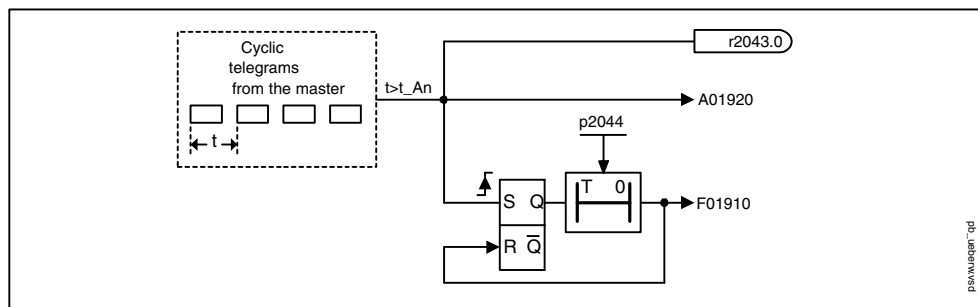 Cyclic
telegrams
from the master
t
t>t_An
r2043.0
A01920
p2044
S Q
T 0
F01910
R Q̅
pb_ueberw.vsd